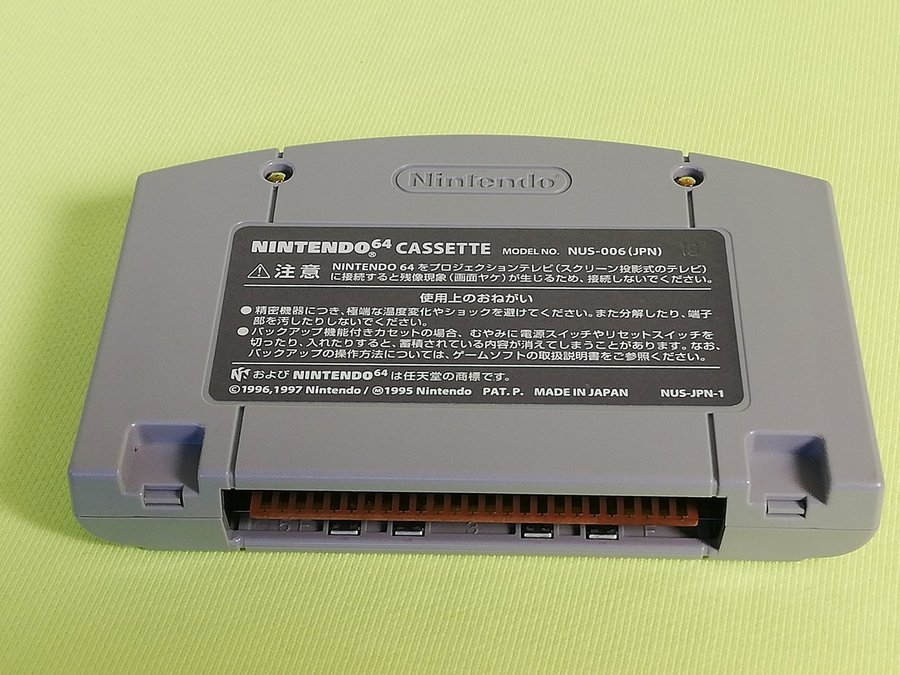 Nintendo®
NINTENDO64® CASSETTE MODEL NO. NUS-006(JPN)
⚠注意 NINTENDO 64をプロジェクションテレビ(スクリーン投影式のテレビ)
に接続すると残像現象(画面ヤケ)が生じるため、接続しないでください。
使用上のおねがい
●精密機器につき、極端な温度変化やショックを避けてください。また分解したり、端子
部を汚したりしないでください。
●バックアップ機能付きカセットの場合、むやみに電源スイッチやリセットスイッチを
切ったり、入れたりすると、蓄積されている内容が消えてしまうことがあります。なお、
バックアップの操作方法については、ゲームソフトの取扱説明書をご参照ください。
および NINTENDO64 は任天堂の商標です。
©1996,1997 Nintendo/Ⓜ1995 Nintendo PAT. P. MADE IN JAPAN NUS-JPN-1